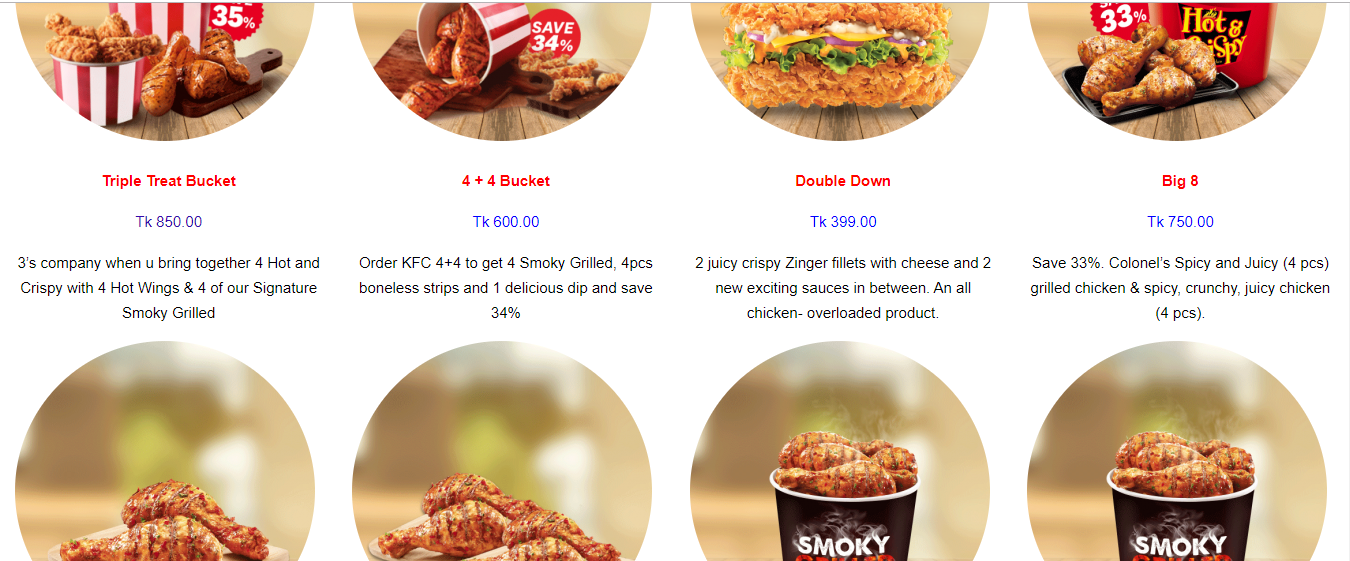 35%
SAVE
34%
33%
Hot &
Triple Treat Bucket
4 + 4 Bucket
Double Down
Big 8
Tk 850.00
Tk 600.00
Tk 399.00
Tk 750.00
3's company when u bring together 4 Hot and
Crispy with 4 Hot Wings & 4 of our Signature
Smoky Grilled
Order KFC 4+4 to get 4 Smoky Grilled, 4pcs
boneless strips and 1 delicious dip and save
34%
2 juicy crispy Zinger fillets with cheese and 2
new exciting sauces in between. An all
chicken- overloaded product.
Save 33%. Colonel's Spicy and Juicy (4 pcs)
grilled chicken & spicy, crunchy, juicy chicken
(4 pcs).
SMOKY
SMOKY